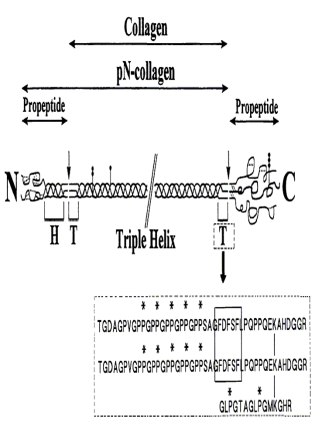 Collagen
pN-collagen
Propeptide Propeptide
N C
H T Triple Helix T
* * * * *
TGDAGPVGPPGPPGPPGPPGPPSAGFDFSFLPQPPQEKAHDGGR
* * * * *
TGDAGPVGPPGPPGPPGPPGPPSAGFDFSFLPQPPQEKAHDGGR
* *
GLPGTAGLPGMKGHR